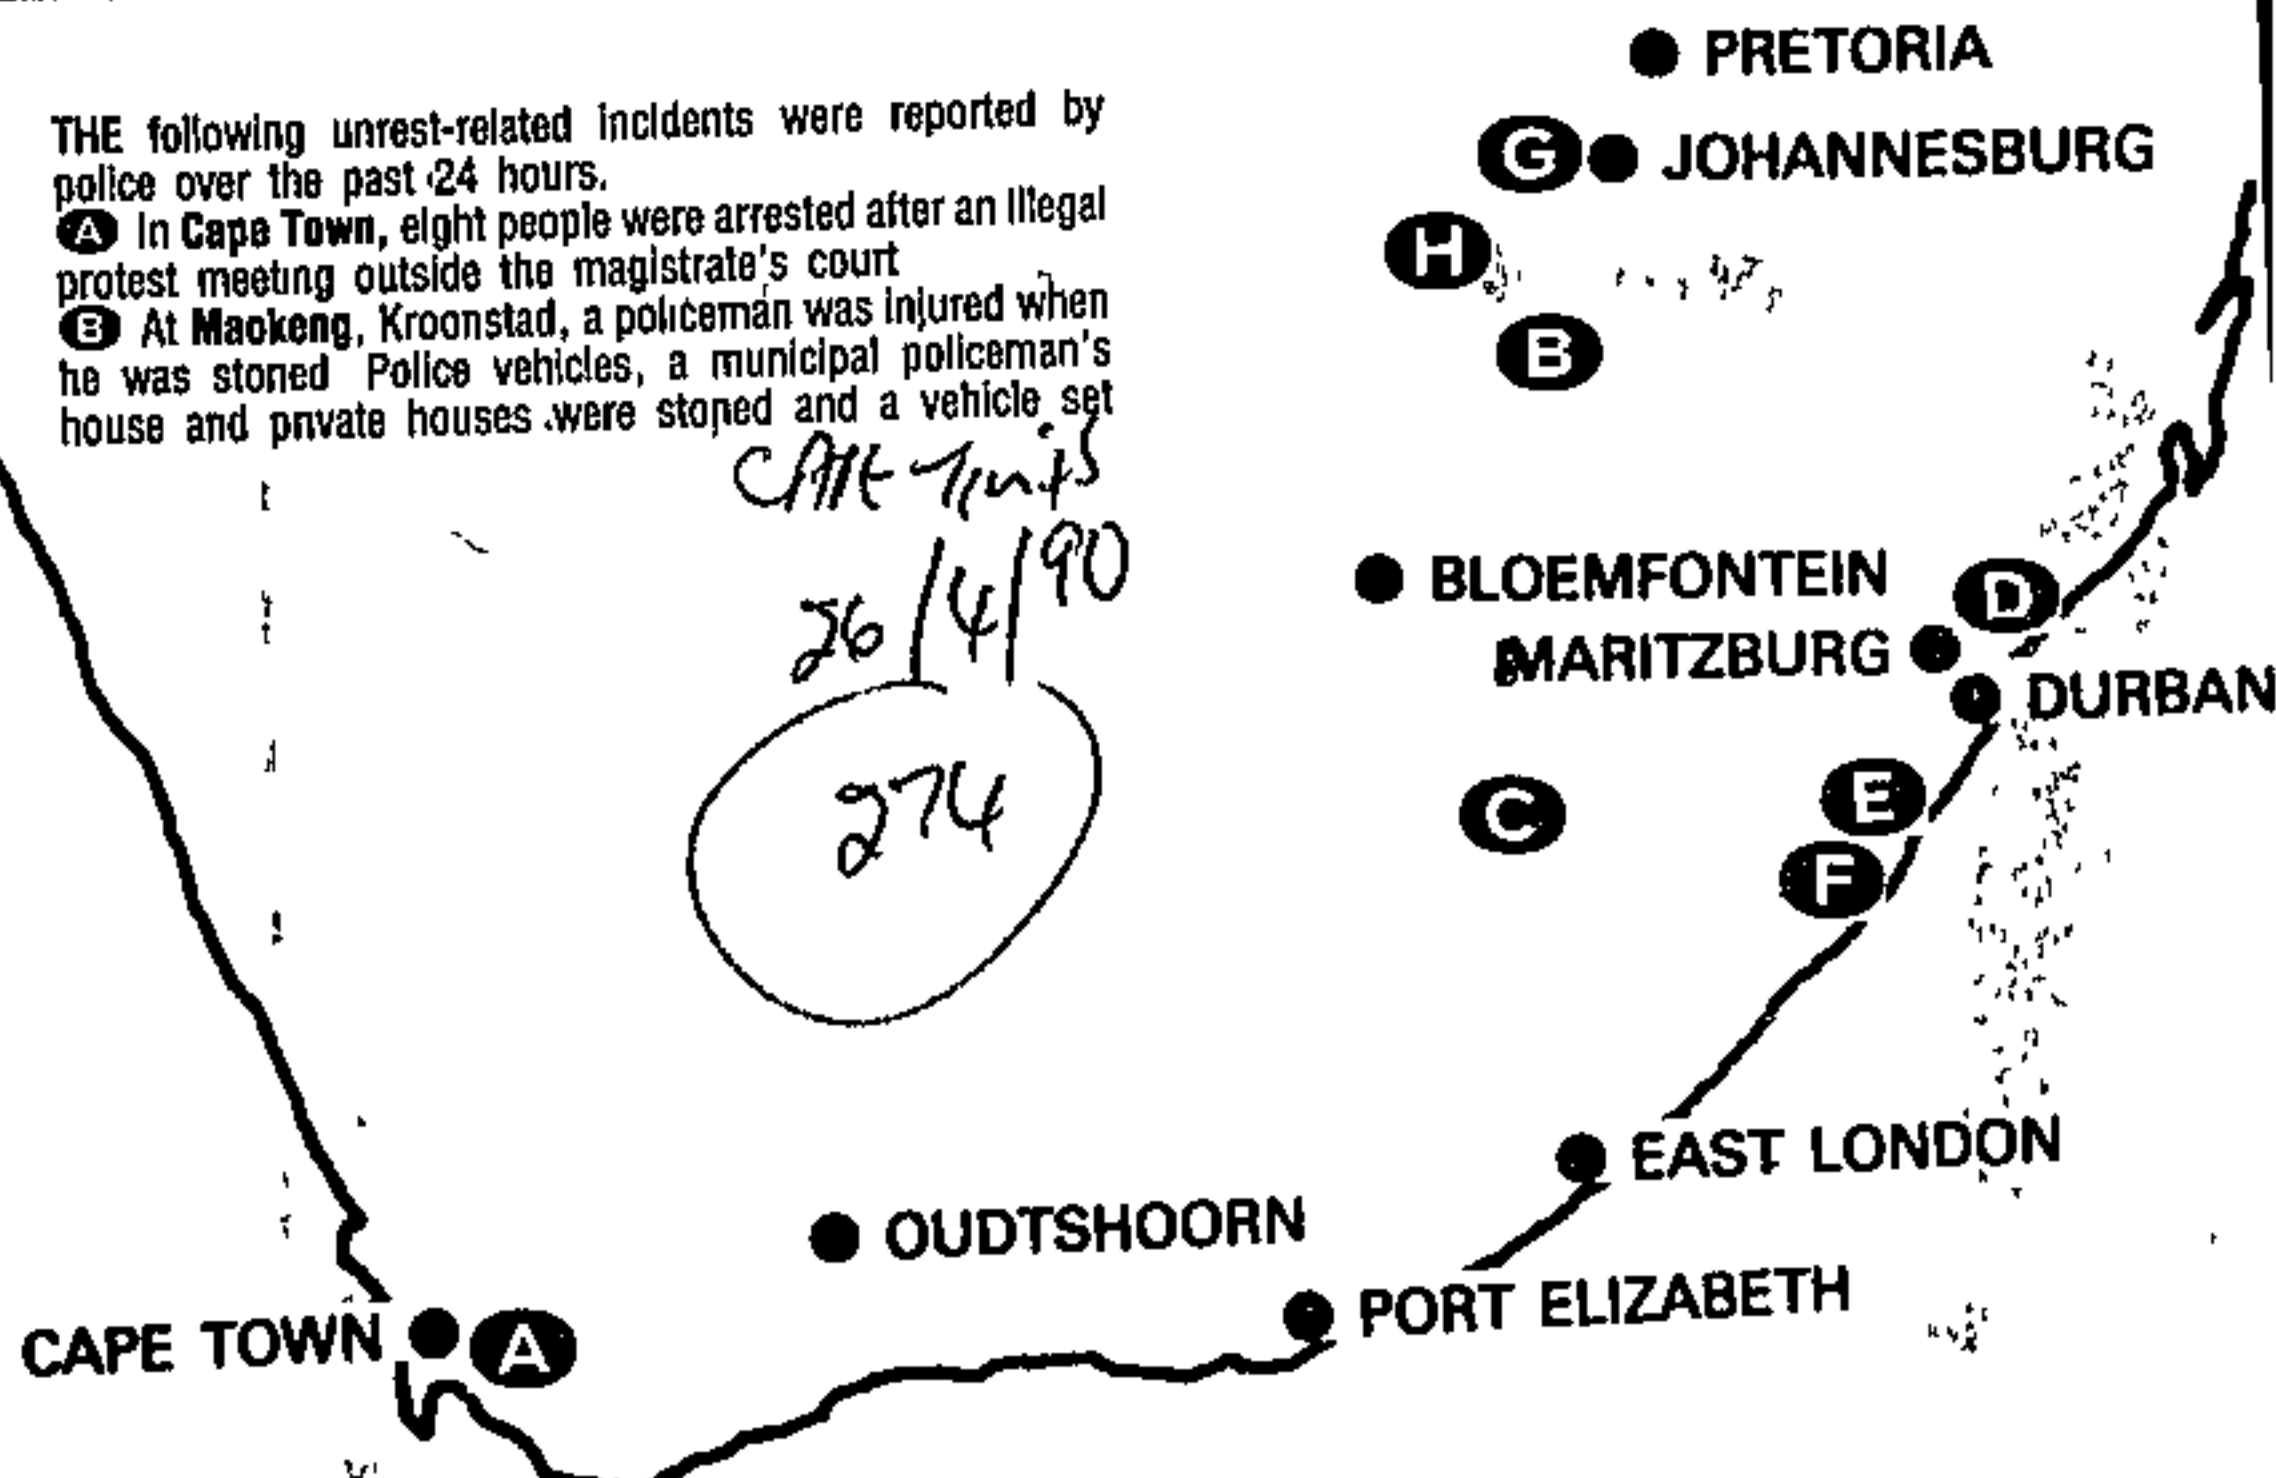 THE following unrest-related incidents were reported by
police over the past 24 hours.
A In Cape Town, eight people were arrested after an illegal
protest meeting outside the magistrate's court
B At Maokeng, Kroonstad, a policeman was injured when
he was stoned Police vehicles, a municipal policeman's
house and private houses were stoned and a vehicle set
26/4/90
274
PRETORIA
G JOHANNESBURG
H
B
BLOEMFONTEIN
D
MARITZBURG
DURBAN
E
C
F
EAST LONDON
OUDTSHOORN
PORT ELIZABETH
CAPE TOWN A